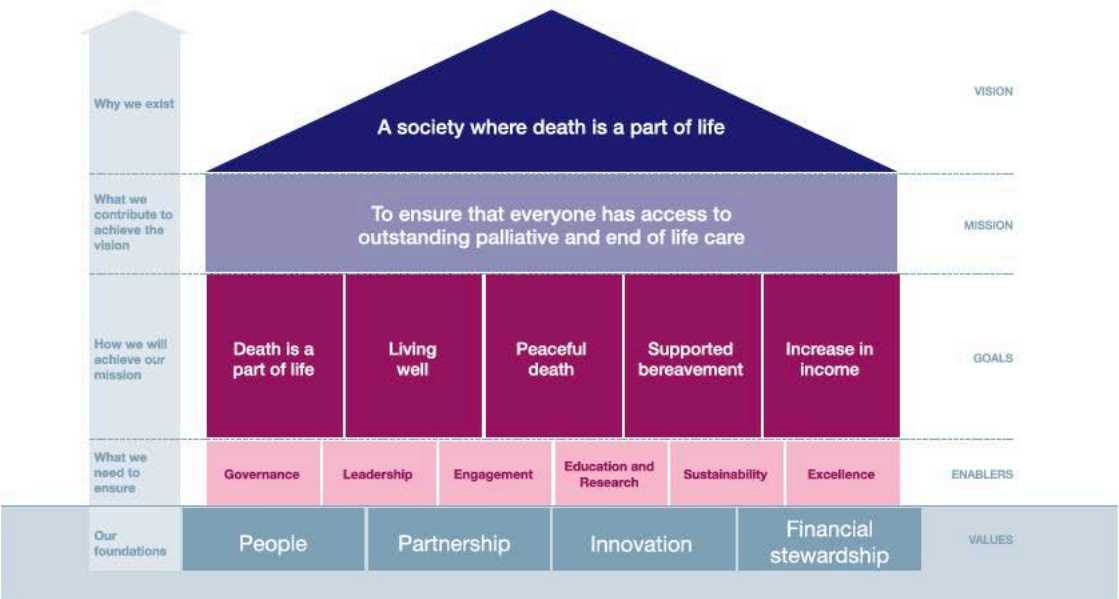 Why we exist
A society where death is a part of life
VISION
What we
contribute to
achieve the
vision
To ensure that everyone has access to
outstanding palliative and end of life care
MISSION
How we will
achieve our
mission
Death is a
part of life
Living
well
Peaceful
death
Supported
bereavement
Increase in
income
GOALS
What we
need to
ensure
Governance
Leadership
Engagement
Education and
Research
Sustainability
Excellence
ENABLERS
Our
foundations
People
Partnership
Innovation
Financial
stewardship
VALUES